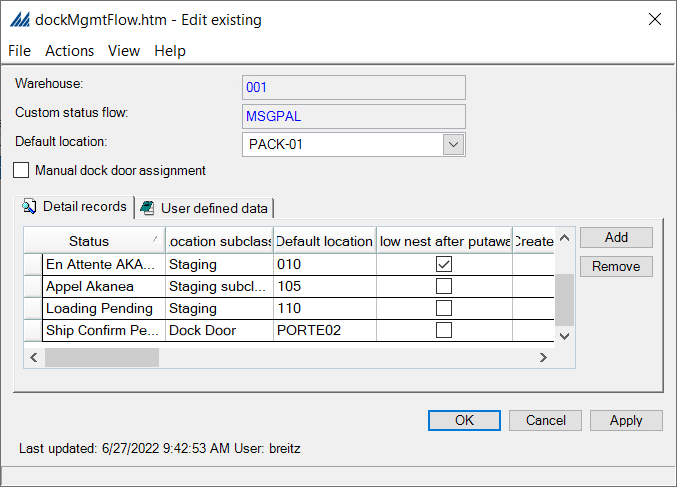 dockMgmtFlow.htm - Edit existing
File Actions View Help
Warehouse: 001
Custom status flow: MSGPAL
Default location: PACK-01
Manual dock door assignment
Detail records User defined data
Status ocation subclass Default location low nest after putawa Create
En Attente AKA... Staging 010
Appel Akanea Staging subcl... 105
Loading Pending Staging 110
Ship Confirm Pe... Dock Door PORTE02
Add
Remove
OK Cancel Apply
Last updated: 6/27/2022 9:42:53 AM User: breitz